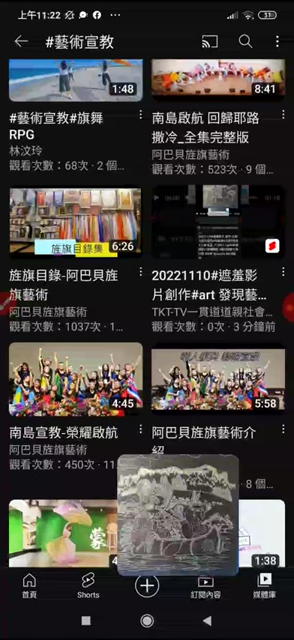 上午11:22
31
#藝術宣教
1:48
8:41
#藝術宣教#旗舞
RPG
林妏玲
觀看次數：68次 · 2 個...
南島啟航 回歸耶路
撒冷_全集完整版
阿巴貝旌旗藝術
觀看次數：523次 · 9 個...
旌旗目錄集
6:26
旌旗目錄-阿巴貝旌
旗藝術
阿巴貝旌旗藝術
觀看次數：1037次 · 1...
20221110#遮羞影
片創作#art 發現藝...
TKT-TV一貫道道親社會...
觀看次數：0次 · 3 分鐘前
4:45
5:58
南島宣教-榮耀啟航
阿巴貝旌旗藝術
觀看次數：450次 · 11...
阿巴貝旌旗藝術介
紹
8 個...
蒙
1:38
首頁
Shorts
訂閱內容
媒體庫